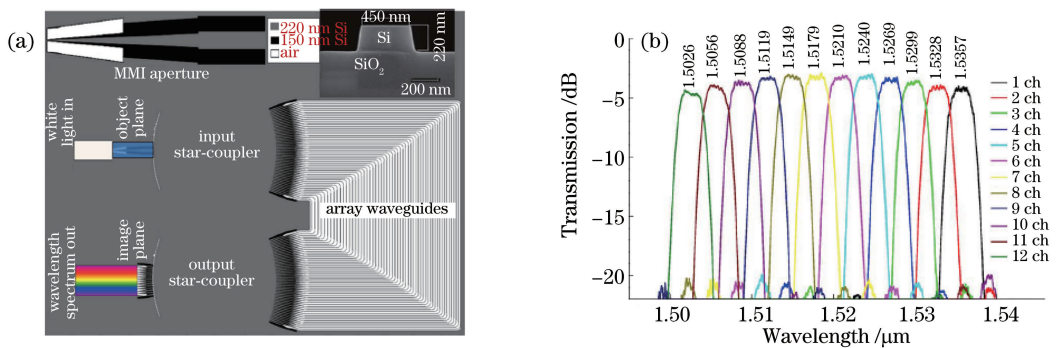 (a)
220 nm Si
150 nm Si
air
MMI aperture
450 nm
Si
220 nm
SiO2
200 nm
white
light in
object
plane
input
star-coupler
array waveguides
wavelength
spectrum out
image
plane
output
star-coupler
(b)
Transmission /dB
0
−5
−10
−15
−20
1.5026
1.5056
1.5088
1.5119
1.5149
1.5179
1.5210
1.5240
1.5269
1.5299
1.5328
1.5357
1 ch
2 ch
3 ch
4 ch
5 ch
6 ch
7 ch
8 ch
9 ch
10 ch
11 ch
12 ch
1.50
1.51
1.52
1.53
1.54
Wavelength /μm